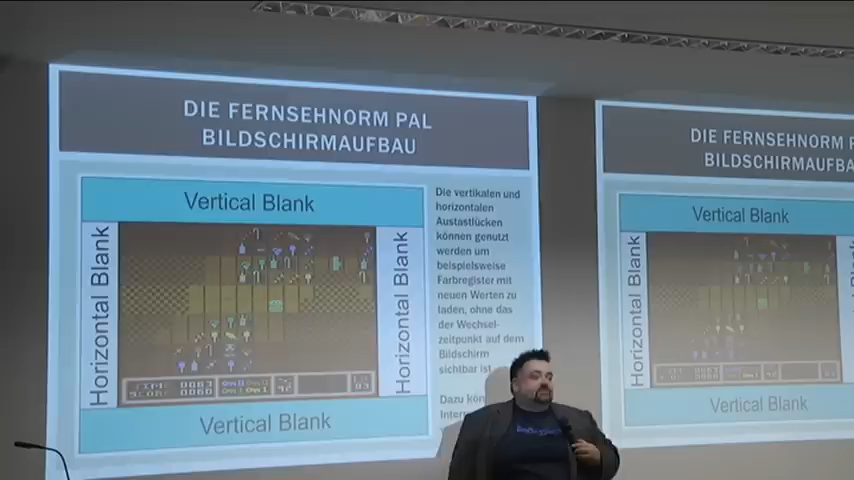 DIE FERNSEHNORM PAL
BILDSCHIRMAUFBAU
Vertical Blank
Horizontal Blank
Horizontal Blank
Vertical Blank
Die vertikalen und
horizontalen
Austastlücken
können genutzt
werden um
beispielsweise
Farbregister mit
neuen Werten zu
laden, ohne das
der Wechsel-
zeitpunkt auf dem
Bildschirm
sichtbar ist
Dazu
DIE FERNSEHNORM
BILDSCHIRMAUFBA
Vertical Blank
Horizontal Blank
Vertical Blank